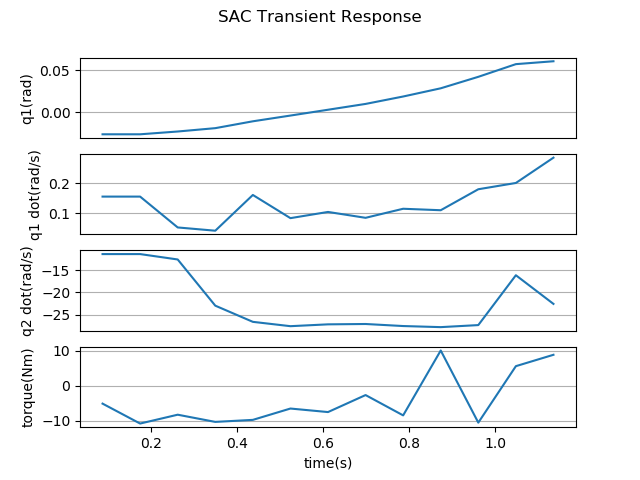 SAC Transient Response
q1(rad)
0.05
0.00
q1 dot(rad/s)
0.2
0.1
q2 dot(rad/s)
−15
−20
−25
torque(Nm)
10
0
−10
0.2 0.4 0.6 0.8 1.0
time(s)